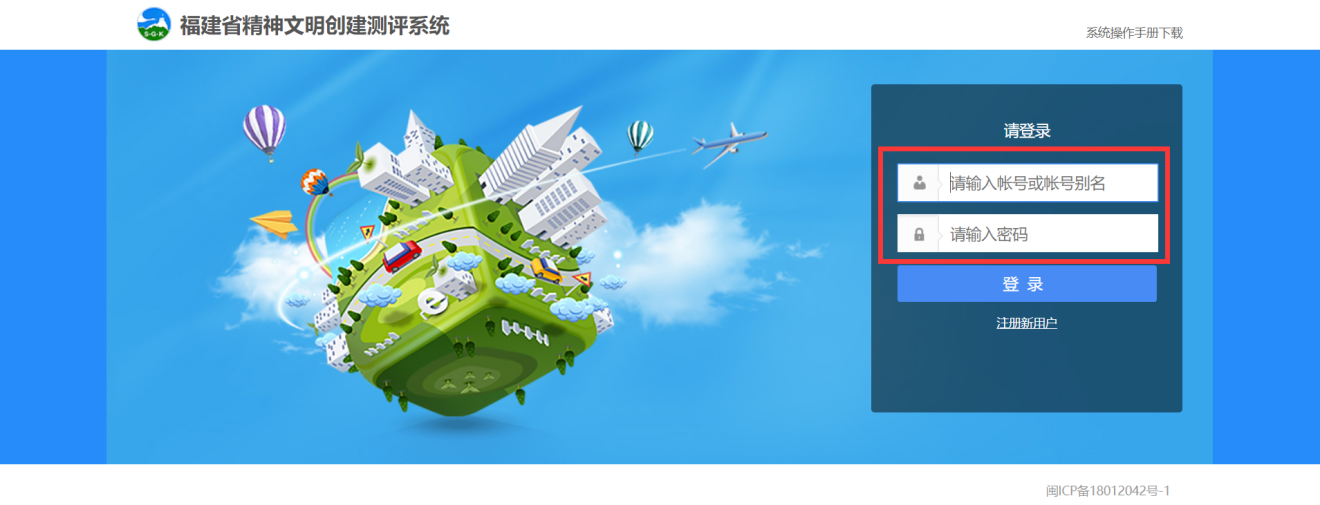 S·G·K
福建省精神文明创建测评系统
系统操作手册下载
请登录
请输入帐号或帐号别名
请输入密码
登 录
注册新用户
e
闽ICP备18012042号-1